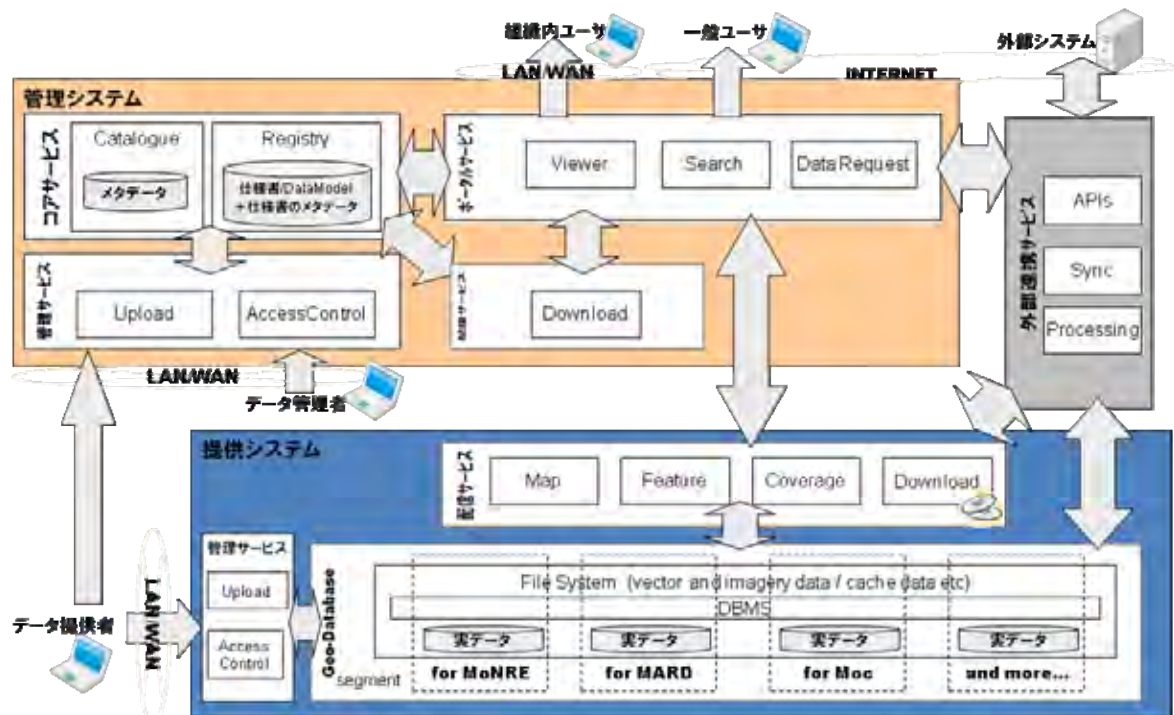 組織内ユーザ
一般ユーザ
外部システム
LAN/WAN
INTERNET
管理システム
コアサービス
Catalogue
メタデータ
Registry
仕様書/DataModel
+仕様書のメタデータ
ポータルサービス
Viewer
Search
DataRequest
外部連携サービス
APIs
Sync
Processing
管理サービス
Upload
AccessControl
配信サービス
Download
LAN/WAN
データ管理者
提供システム
配信サービス
Map
Feature
Coverage
Download
管理サービス
Upload
Access
Control
LAN/WAN
データ提供者
Geo-Database
segment
File System (vector and imagery data / cache data etc)
DBMS
実データ
実データ
実データ
実データ
for MoNRE
for MARD
for Moc
and more...